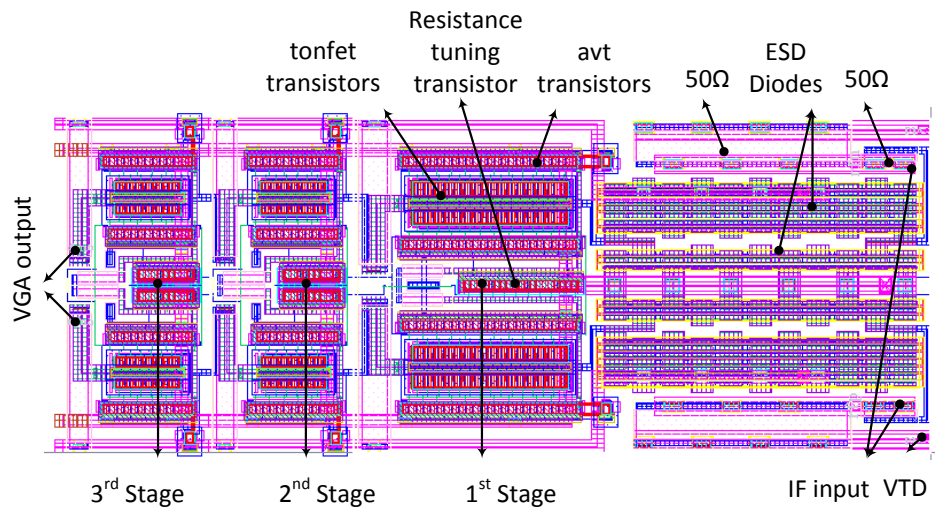 Resistance
tuning
transistor
tonfet
transistors
avt
transistors
50Ω
ESD
Diodes
50Ω
VGA output
3rd Stage
2nd Stage
1st Stage
IF input
VTD